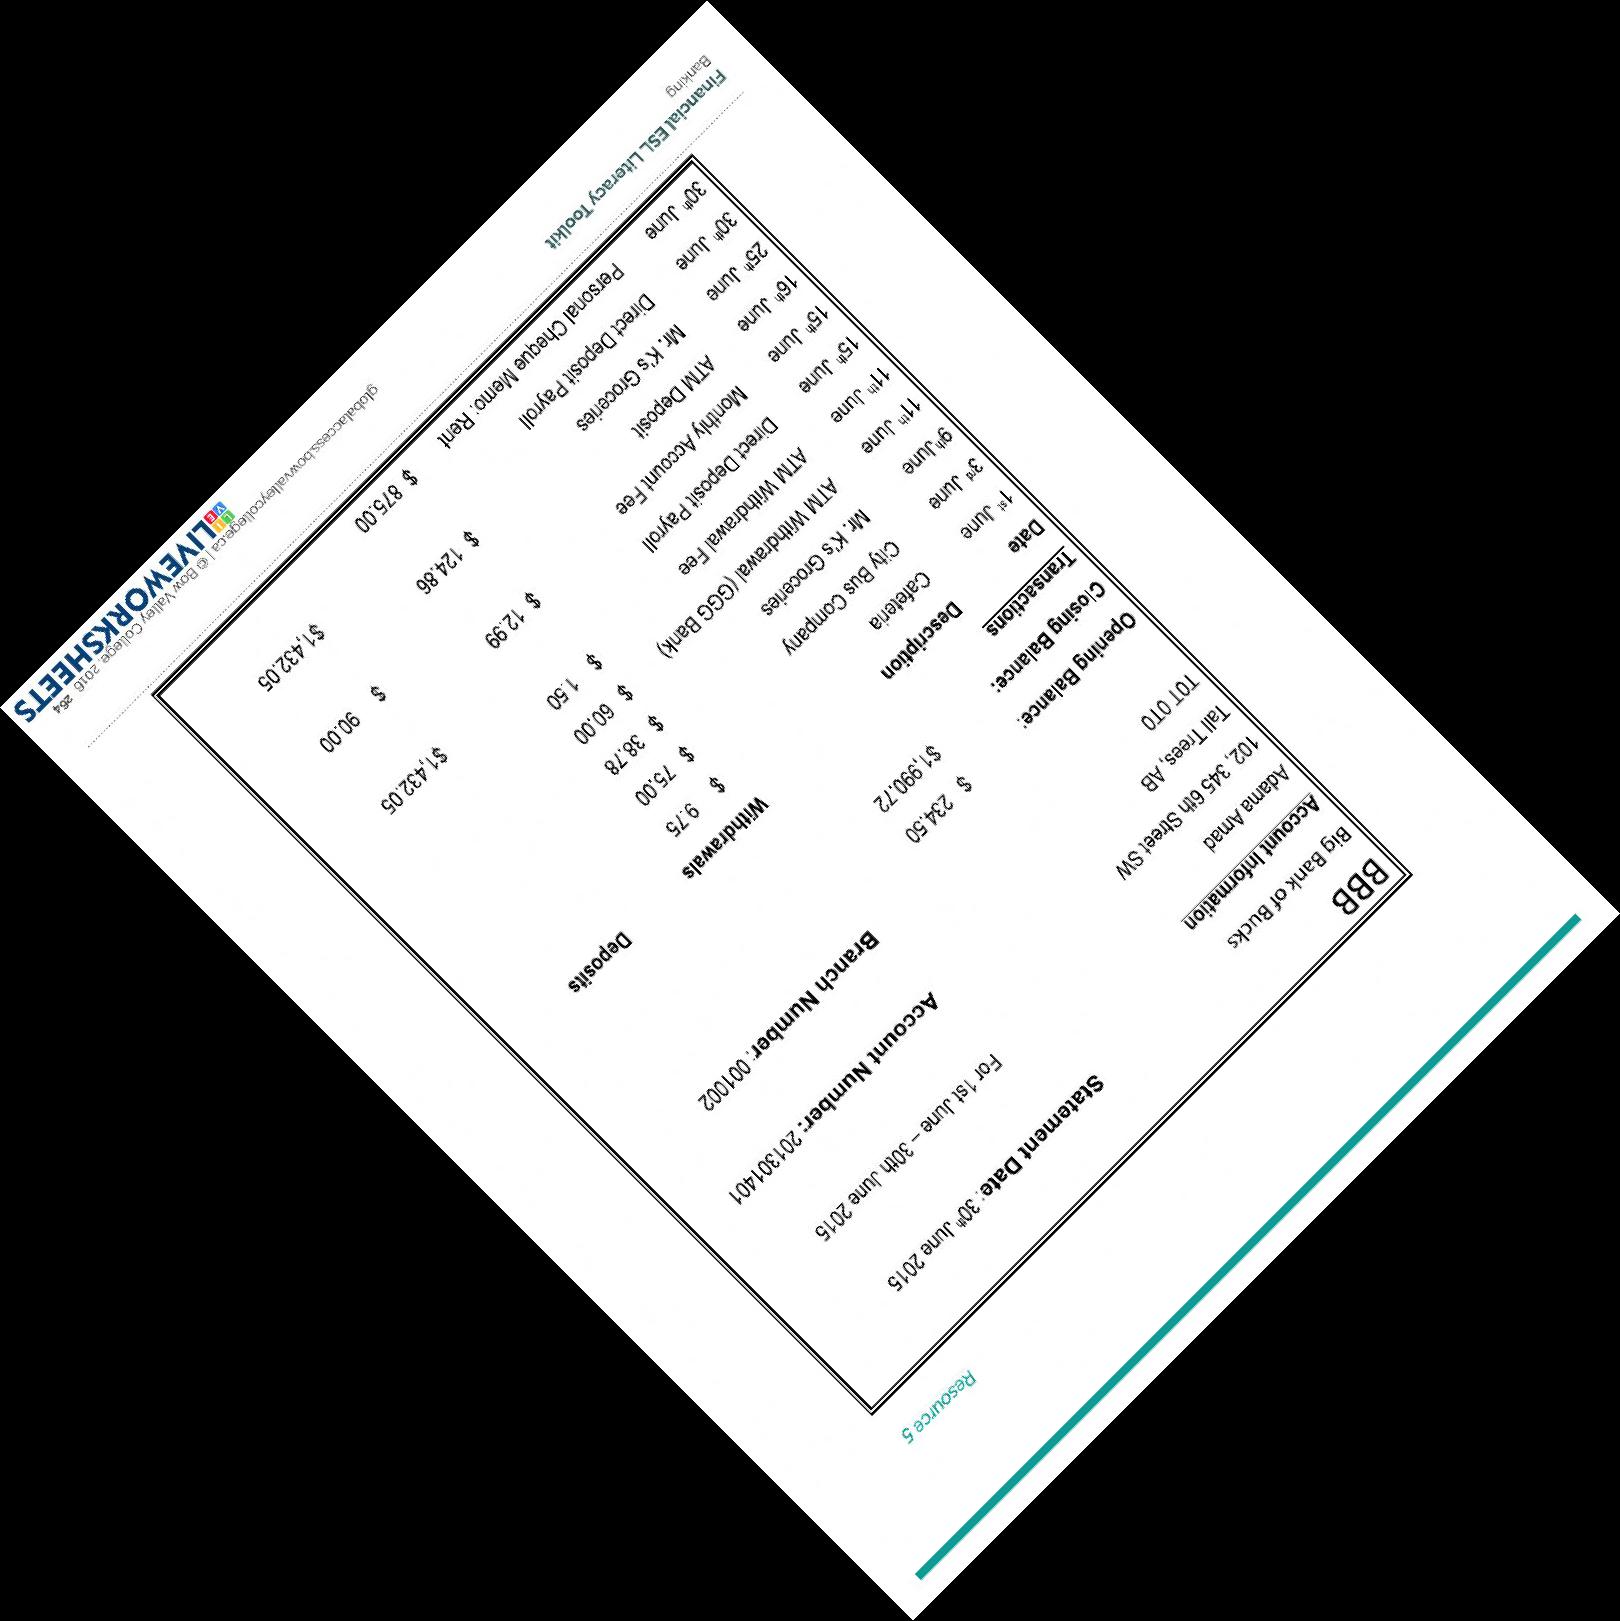 Resource 5
BBB
Big Bank of Bucks Statement Date: 30th June 2015
Account Information
Adama Amad For 1st June – 30th June 2015
102, 345 6th Street SW
Tall Trees, AB Account Number: 201301401
T0T 0T0
Branch Number: 001002
Opening Balance: $ 234.50
Closing Balance: $1,990.72
Transactions
Date Description Withdrawals Deposits
1st June Cafeteria $ 9.75
3rd June City Bus Company $ 75.00
9th June Mr. K's Groceries $ 38.78
11th June ATM Withdrawal (GGG Bank) $ 60.00
11th June ATM Withdrawal Fee $ 1.50
15th June Direct Deposit Payroll $1,432.05
15th June Monthly Account Fee $ 12.99
16th June ATM Deposit $ 90.00
25th June Mr. K's Groceries $ 124.86
30th June Direct Deposit Payroll $1,432.05
30th June Personal Cheque Memo: Rent $ 875.00
Financial ESL Literacy Toolkit
Banking globalaccess.bowvalleycollege.ca | © Bow Valley College 2016 264
LIVEWORKSHEETS